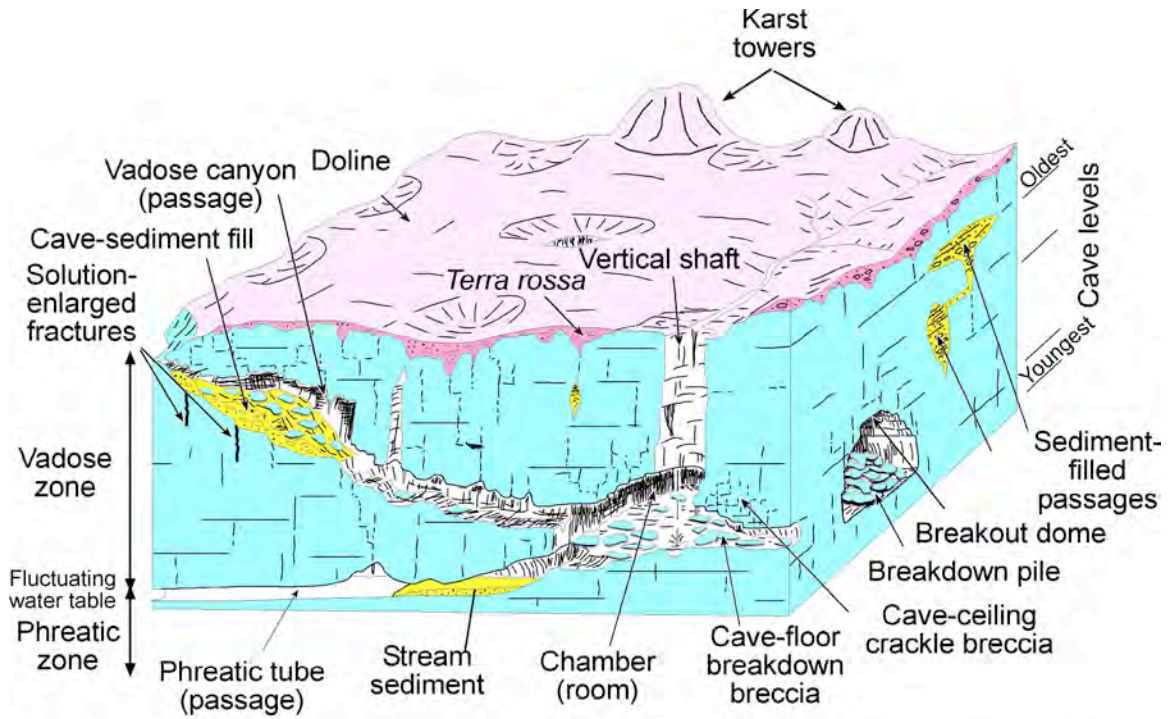 Karst
towers
Doline
Vadose canyon
(passage)
Cave-sediment fill
Solution-
enlarged
fractures
Terra rossa
Vertical shaft
Oldest
Cave levels
Youngest
Vadose
zone
Fluctuating
water table
Phreatic
zone
Sediment-
filled
passages
Breakout dome
Breakdown pile
Cave-ceiling
crackle breccia
Cave-floor
breakdown
breccia
Chamber
(room)
Stream
sediment
Phreatic tube
(passage)